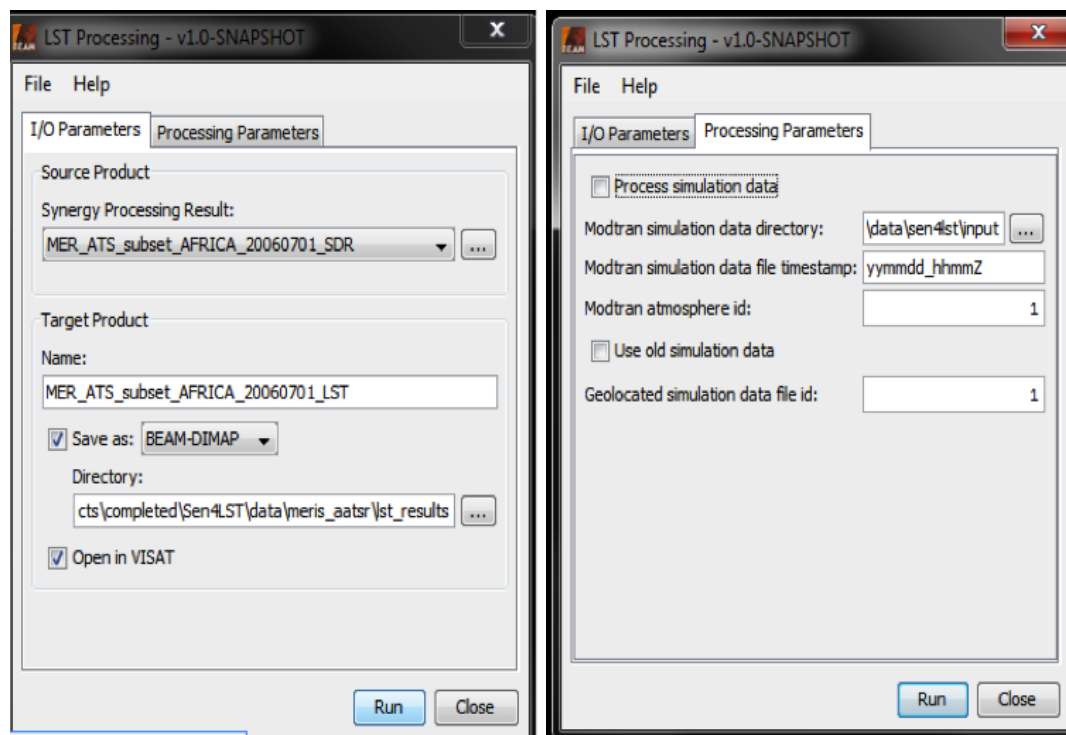 LST Processing - v1.0-SNAPSHOT
File Help
I/O Parameters Processing Parameters
Source Product
Synergy Processing Result:
MER_ATS_subset_AFRICA_20060701_SDR ...
Target Product
Name:
MER_ATS_subset_AFRICA_20060701_LST
Save as: BEAM-DIMAP
Directory:
cts\completed\Sen4LST\data\meris_aatsr\lst_results ...
Open in VISAT
Run Close
LST Processing - v1.0-SNAPSHOT
File Help
I/O Parameters Processing Parameters
Process simulation data
Modtran simulation data directory: \data\sen4lst\input ...
Modtran simulation data file timestamp: yymmdd_hhmmZ
Modtran atmosphere id: 1
Use old simulation data
Geolocated simulation data file id: 1
Run Close